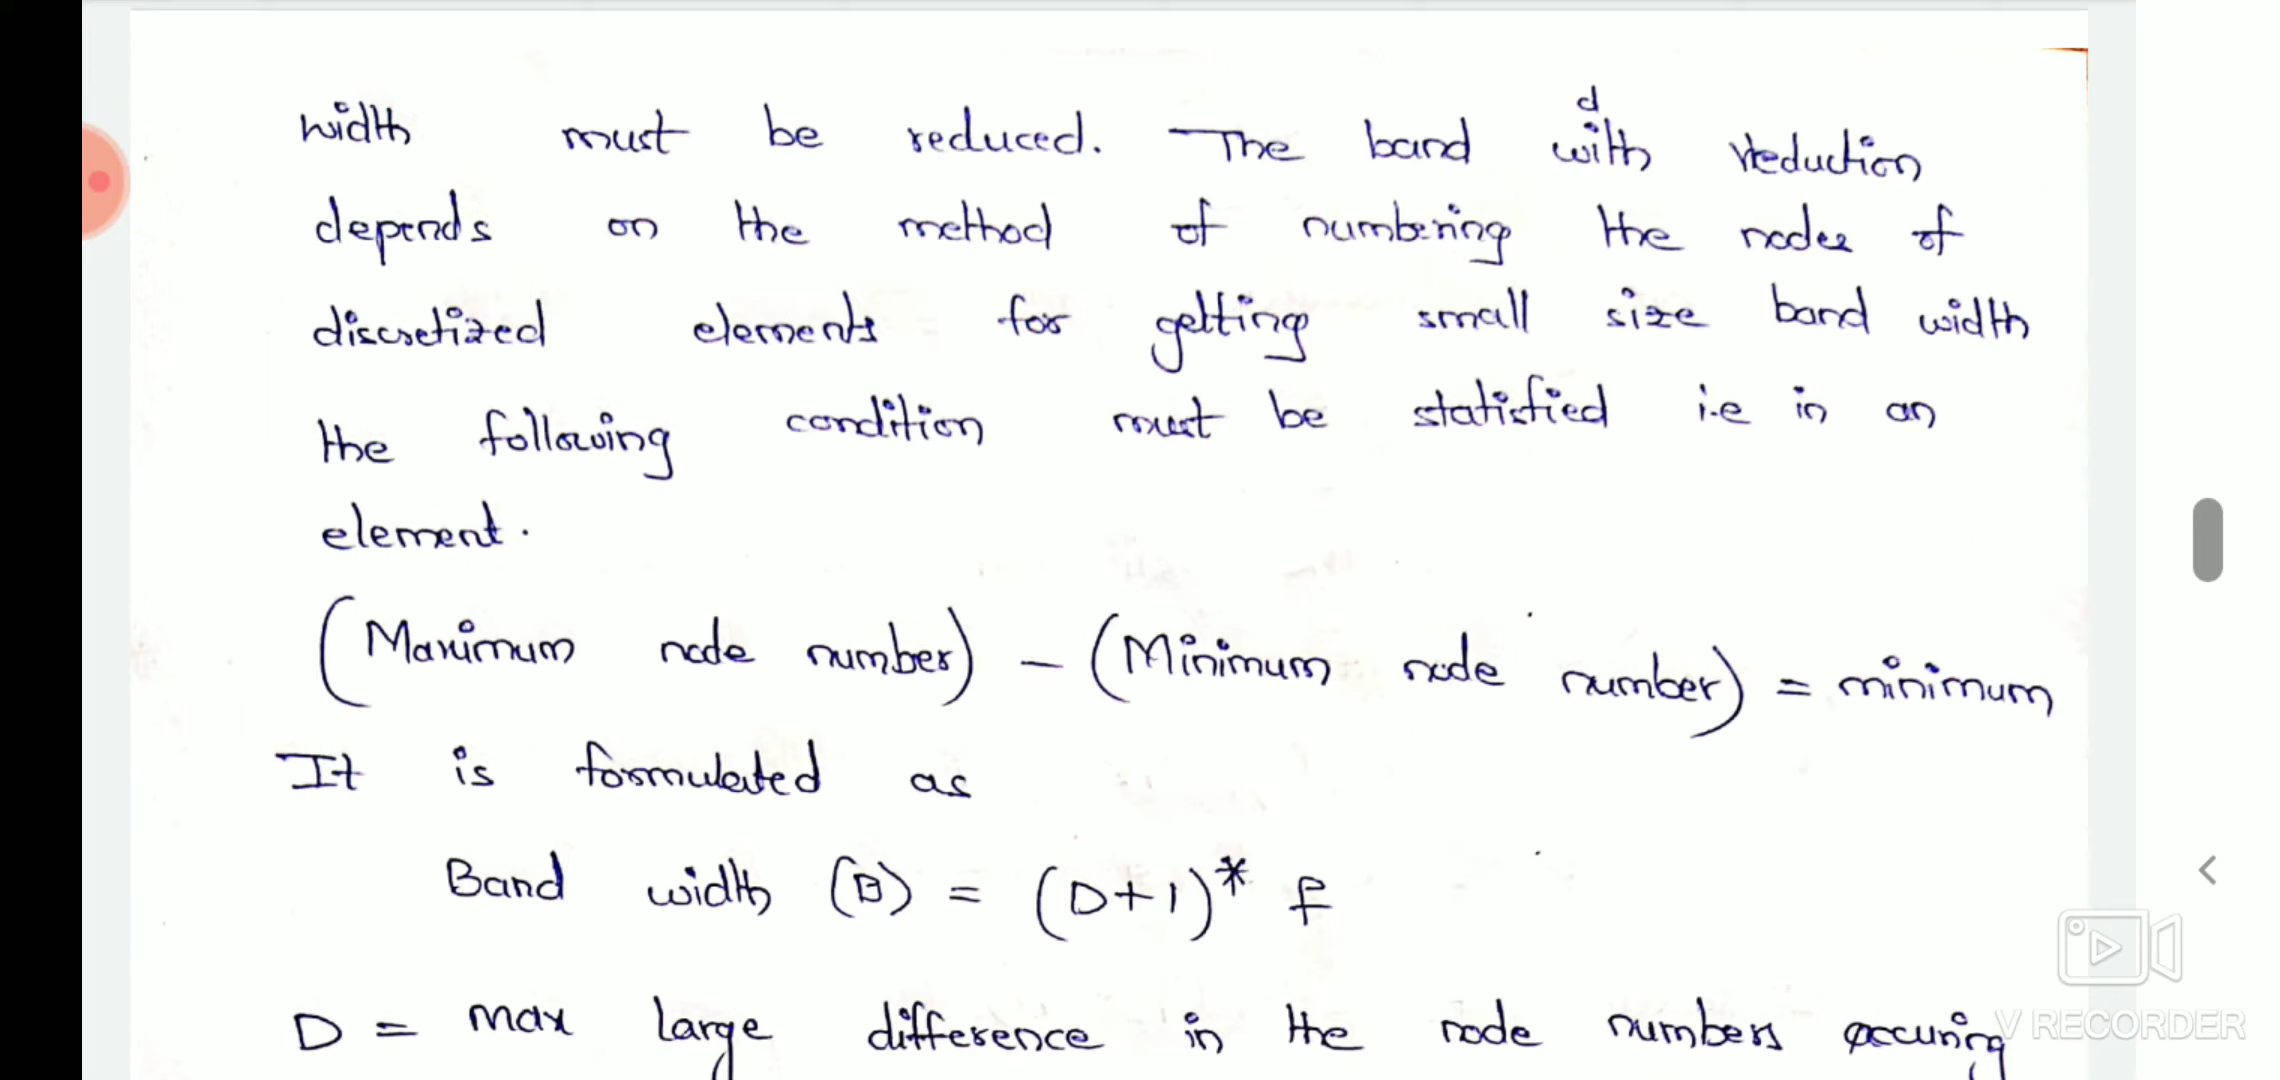 width must be reduced. The band width reduction
depends on the method of numbering the nodes of
discretized elements for getting small size band width
the following condition must be statisfied i.e in an
element.
(Maximum node number) - (Minimum node number) = minimum
It is formulated as
Band width (B) = (D+1)* f
D = max large difference in the node numbers occuring
V RECORDER